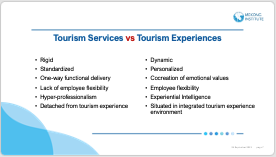 MEKONG
INSTITUTE
Tourism Services vs Tourism Experiences
• Rigid
• Standardized
• One-way functional delivery
• Lack of employee flexibility
• Hyper-professionalism
• Detached from tourism experience
• Dynamic
• Personalized
• Cocreation of emotional values
• Employee flexibility
• Experiential Intelligence
• Situated in integrated tourism experience
environment